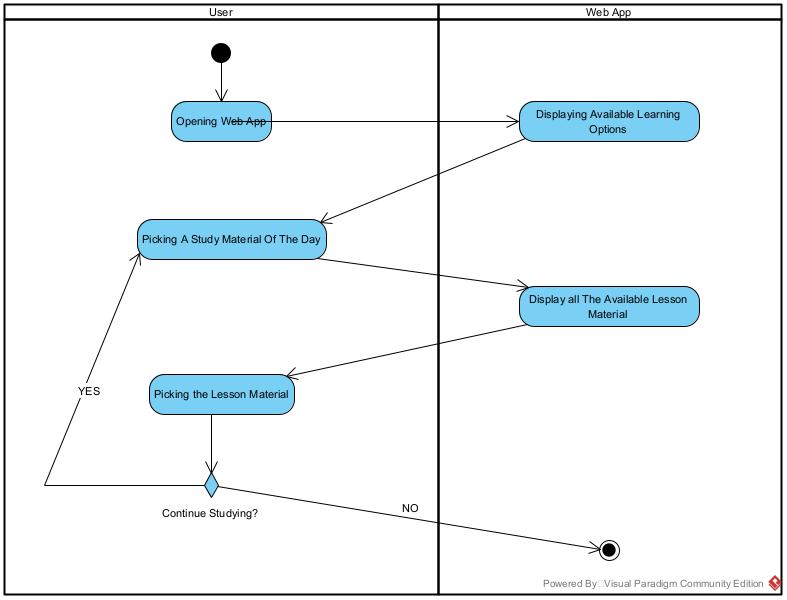 User
Web App
Opening Web App
Displaying Available Learning
Options
Picking A Study Material Of The Day
Display all The Available Lesson
Material
YES
Picking the Lesson Material
Continue Studying?
NO
Powered By Visual Paradigm Community Edition